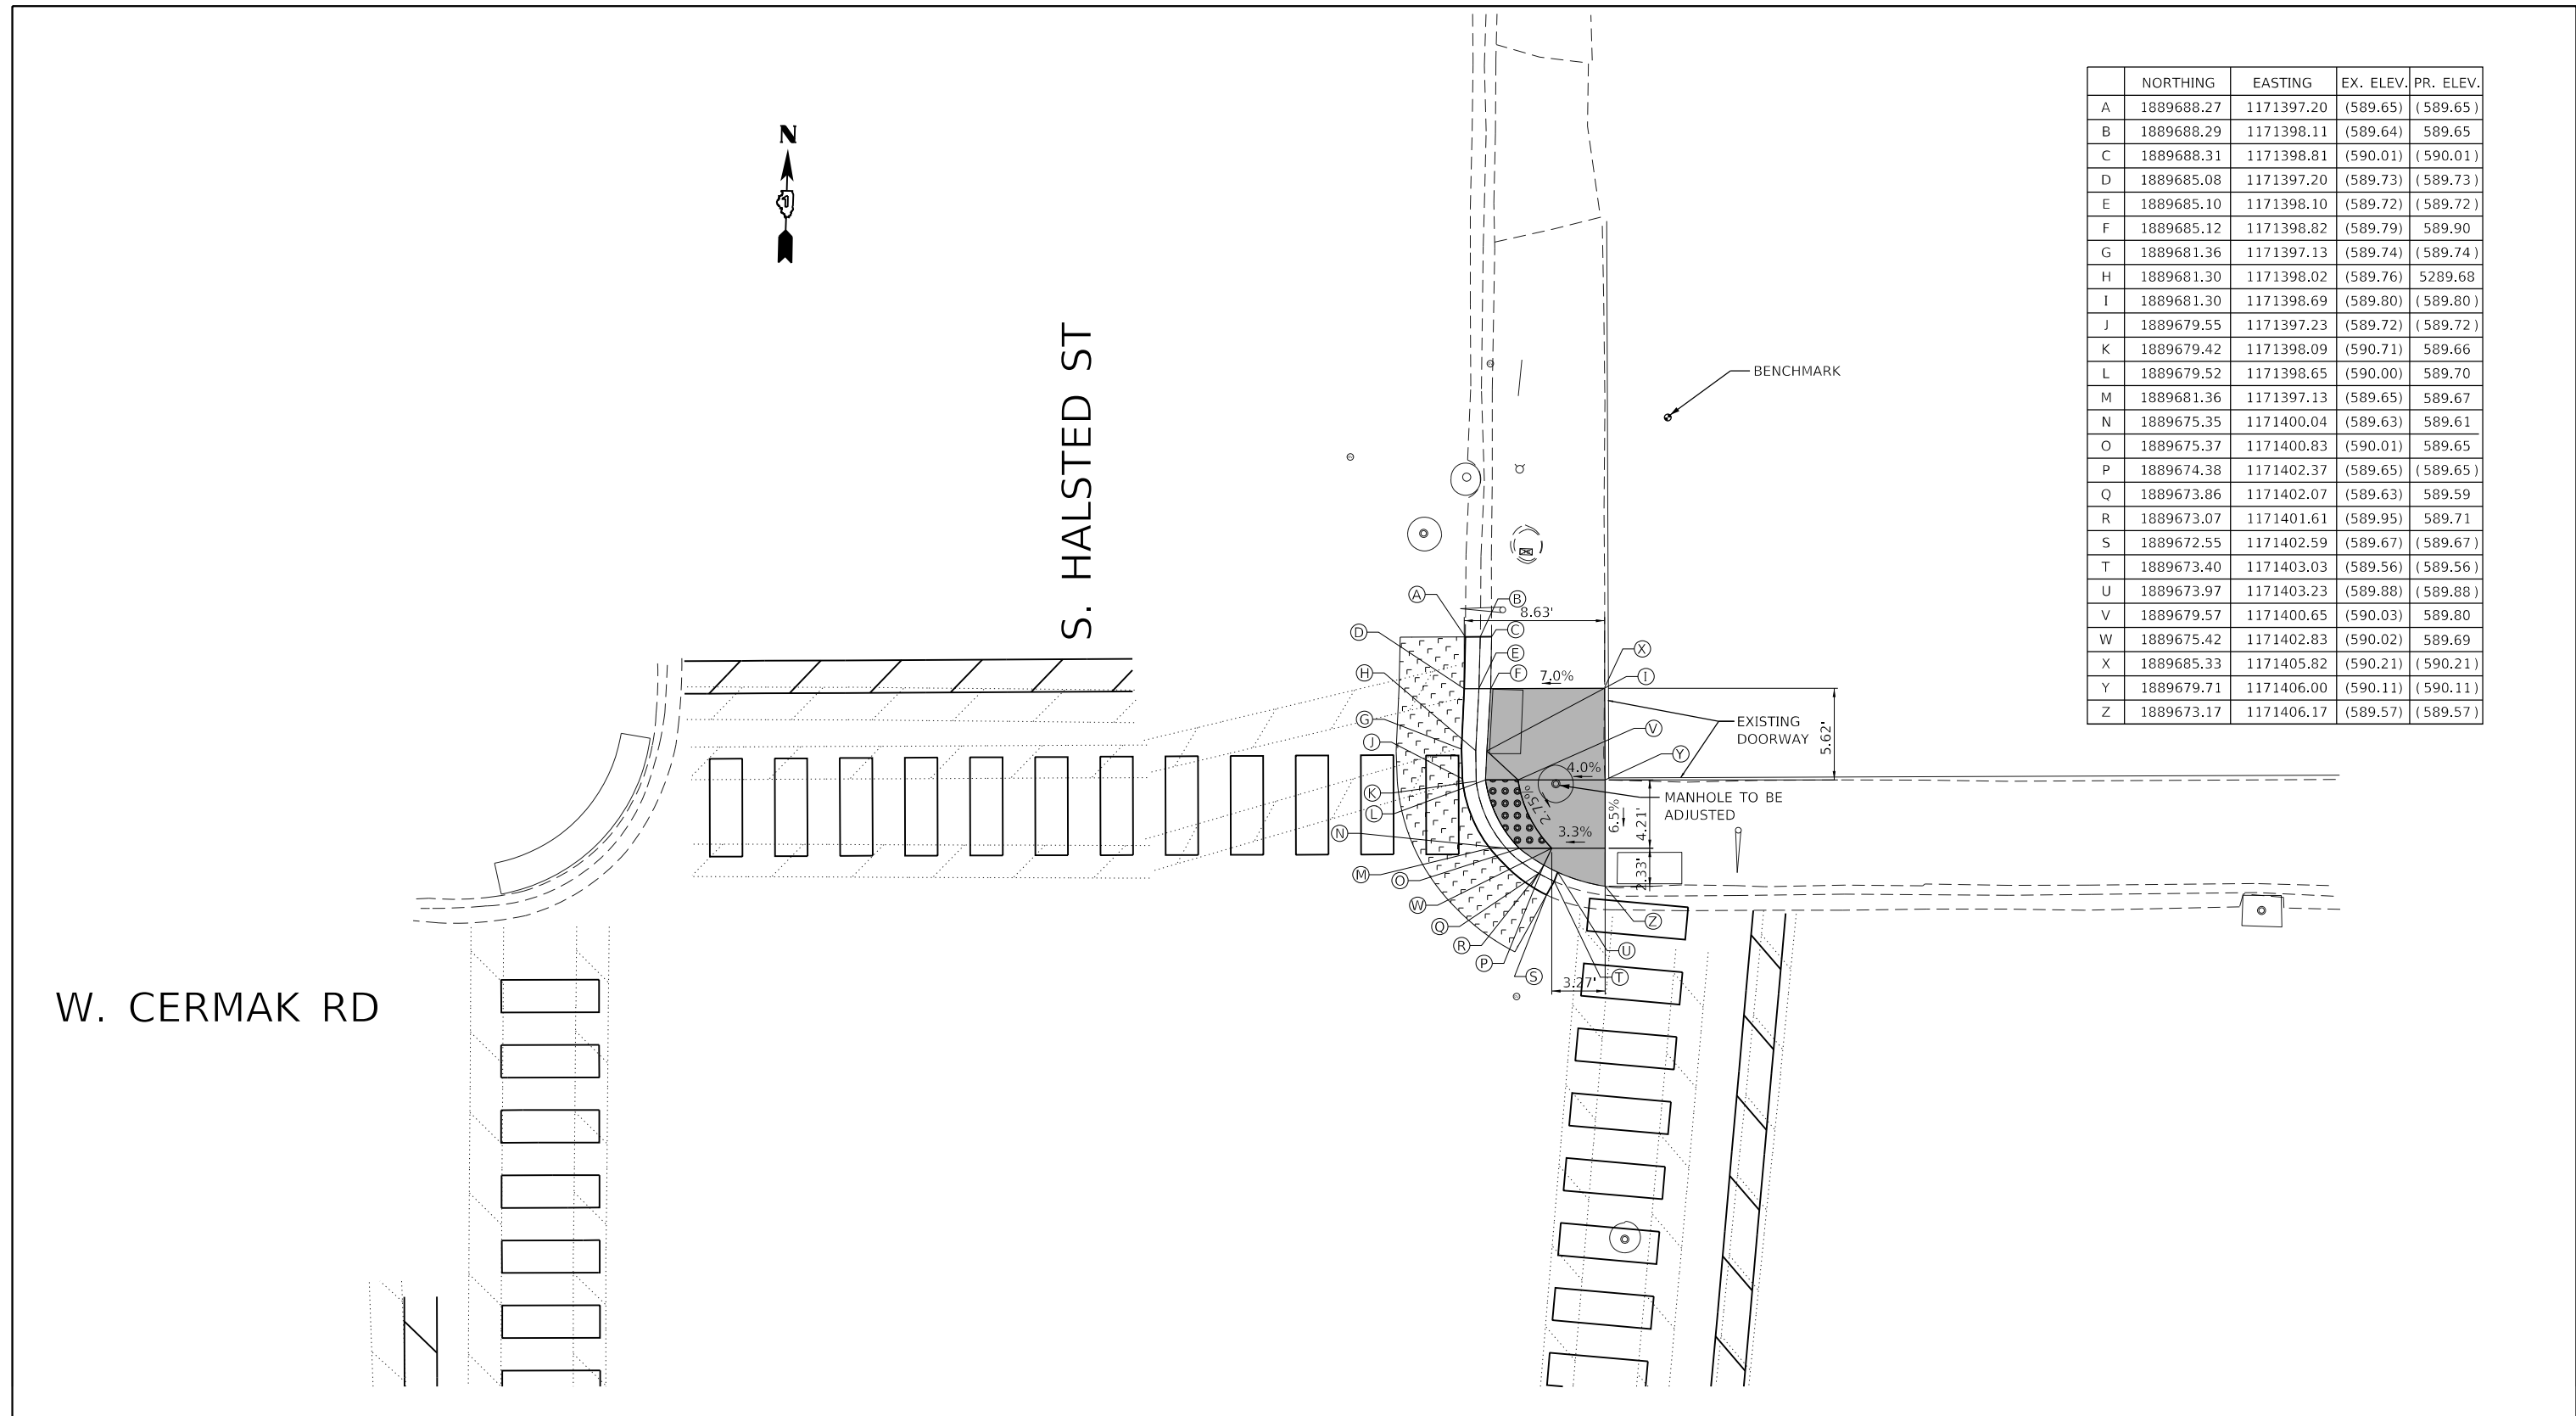 NORTHING EASTING EX. ELEV. PR. ELEV.
A 1889688.27 1171397.20 (589.65) (589.65)
B 1889688.29 1171398.11 (589.64) 589.65
C 1889688.31 1171398.81 (590.01) (590.01)
D 1889685.08 1171397.20 (589.73) (589.73)
E 1889685.10 1171398.10 (589.72) (589.72)
F 1889685.12 1171398.82 (589.79) 589.90
G 1889681.36 1171397.13 (589.74) (589.74)
H 1889681.30 1171398.02 (589.76) 5289.68
I 1889681.30 1171398.69 (589.80) (589.80)
J 1889679.55 1171397.23 (589.72) (589.72)
K 1889679.42 1171398.09 (590.71) 589.66
L 1889679.52 1171398.65 (590.00) 589.70
M 1889681.36 1171397.13 (589.65) 589.67
N 1889675.35 1171400.04 (589.63) 589.61
O 1889675.37 1171400.83 (590.01) 589.65
P 1889674.38 1171402.37 (589.65) (589.65)
Q 1889673.86 1171402.07 (589.63) 589.59
R 1889673.07 1171401.61 (589.95) 589.71
S 1889672.55 1171402.59 (589.67) (589.67)
T 1889673.40 1171403.03 (589.56) (589.56)
U 1889673.97 1171403.23 (589.88) (589.88)
V 1889679.57 1171400.65 (590.03) 589.80
W 1889675.42 1171402.83 (590.02) 589.69
X 1889685.33 1171405.82 (590.21) (590.21)
Y 1889679.71 1171406.00 (590.11) (590.11)
Z 1889673.17 1171406.17 (589.57) (589.57)
N
S. HALSTED ST
W. CERMAK RD
BENCHMARK
A
B
8.63'
C
D
E
X
H
F
7.0%
I
G
V
EXISTING
DOORWAY
5.62'
J
Y
4.0%
K
MANHOLE TO BE
ADJUSTED
2.75%
6.5%
4.21'
L
N
3.3%
M
O
2.33'
W
Q
Z
R
U
P
S
T
3.27'